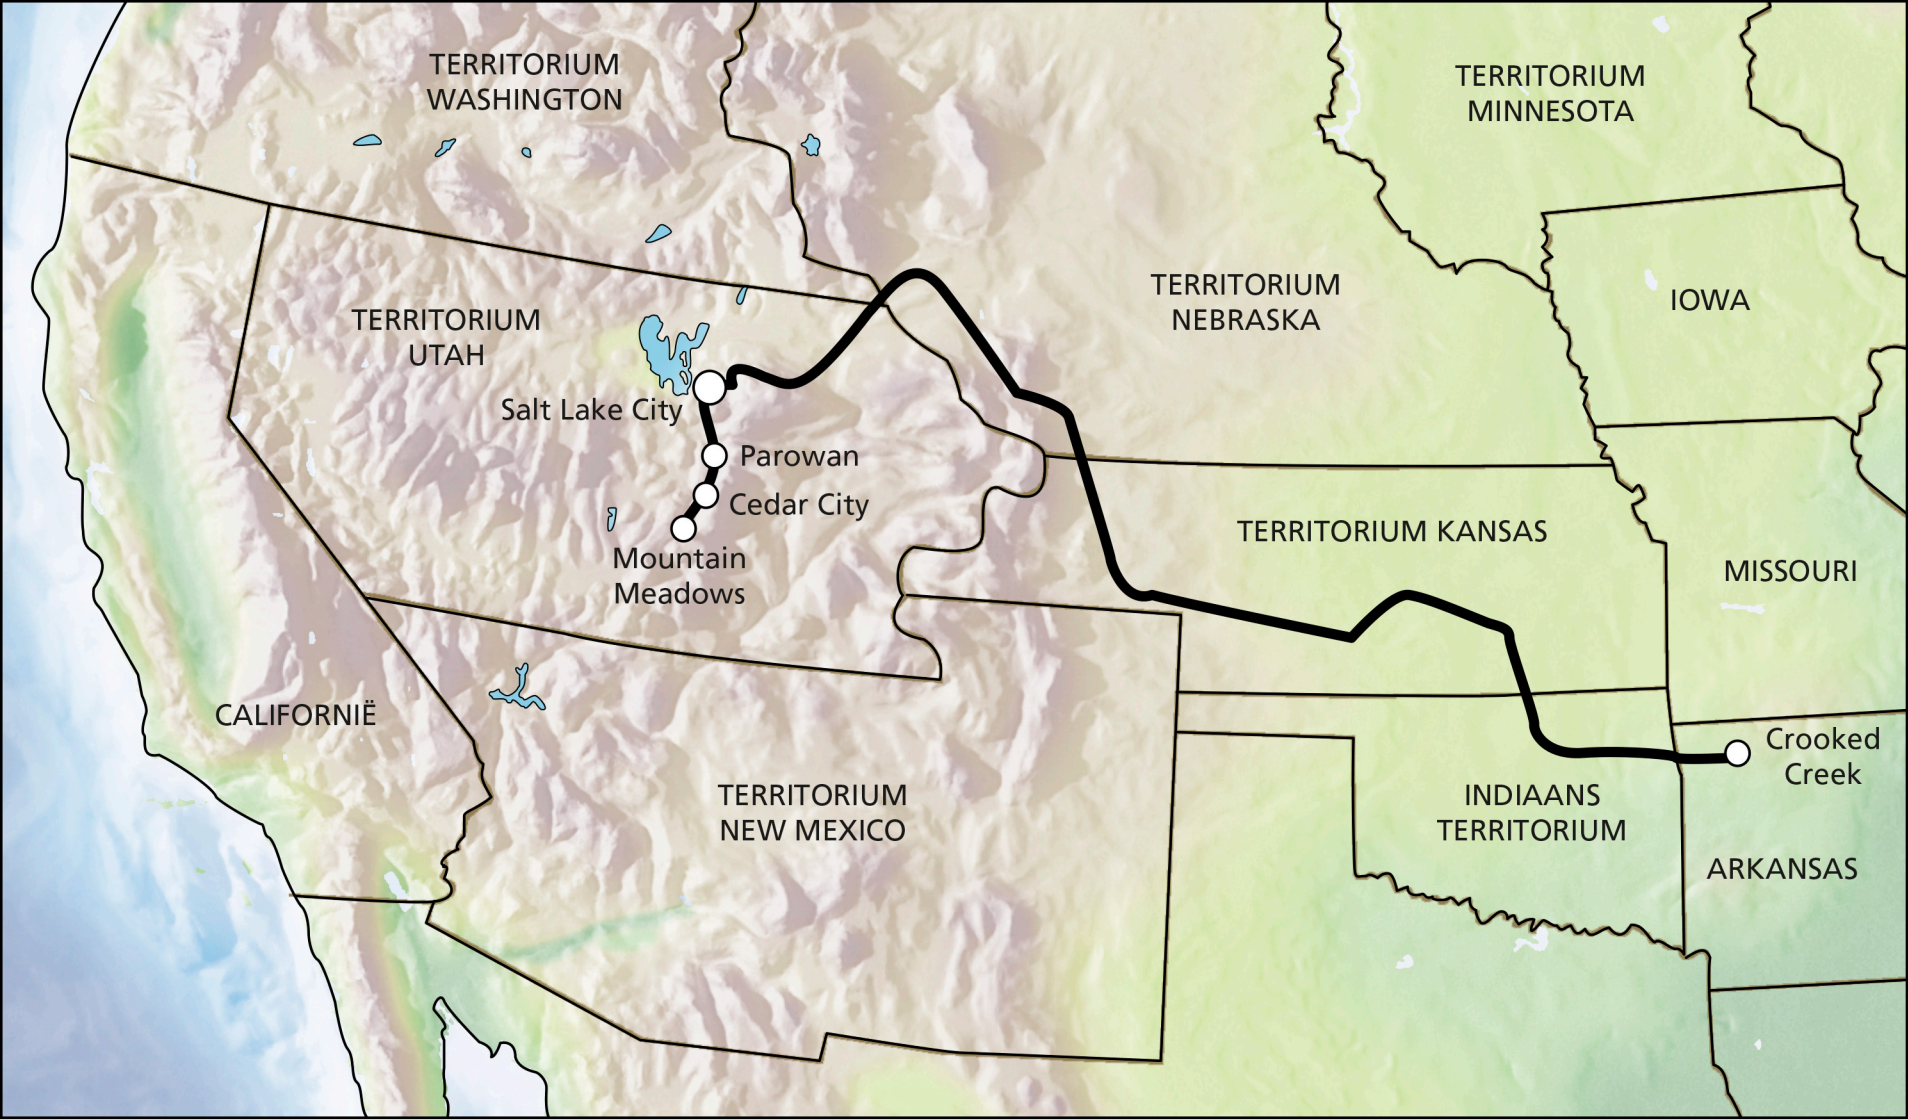 TERRITORIUM
WASHINGTON
TERRITORIUM
MINNESOTA
TERRITORIUM
NEBRASKA
IOWA
TERRITORIUM
UTAH
Salt Lake City
Parowan
Cedar City
Mountain
Meadows
TERRITORIUM KANSAS
MISSOURI
CALIFORNIË
TERRITORIUM
NEW MEXICO
Crooked
Creek
INDIAANS
TERRITORIUM
ARKANSAS